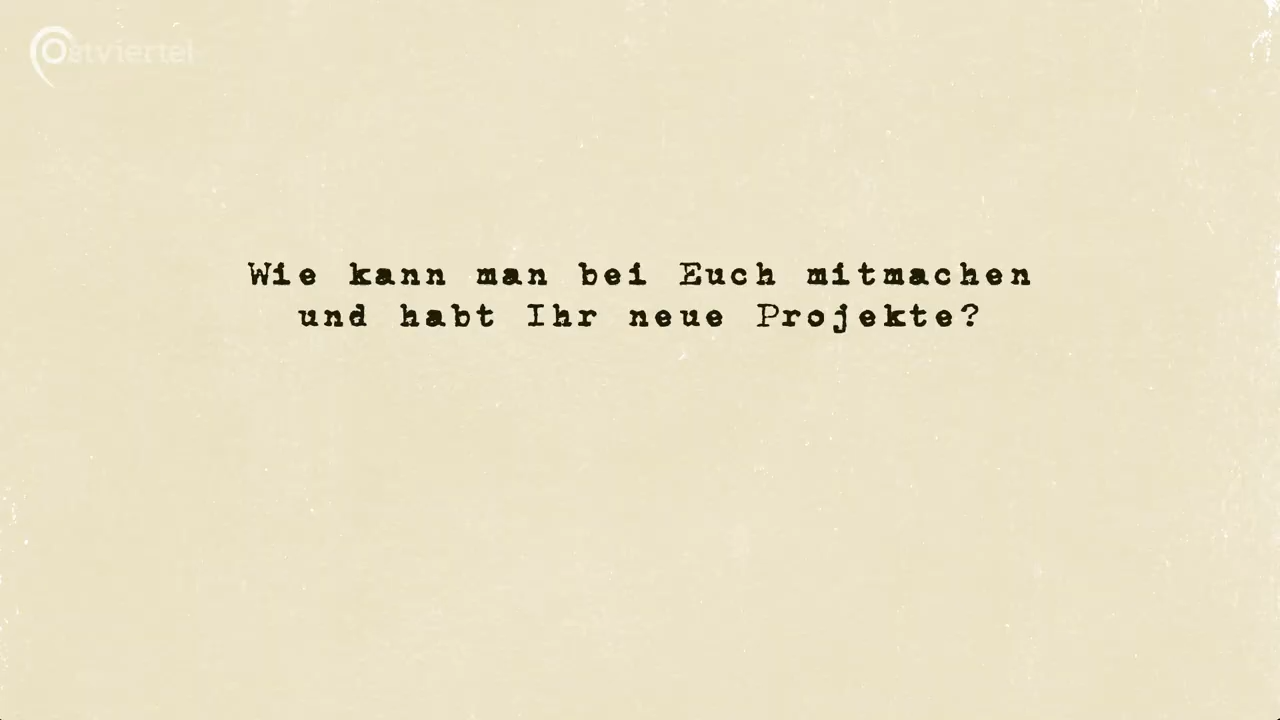 Ostviertel
Wie kann man bei Euch mitmachen
und habt Ihr neue Projekte?